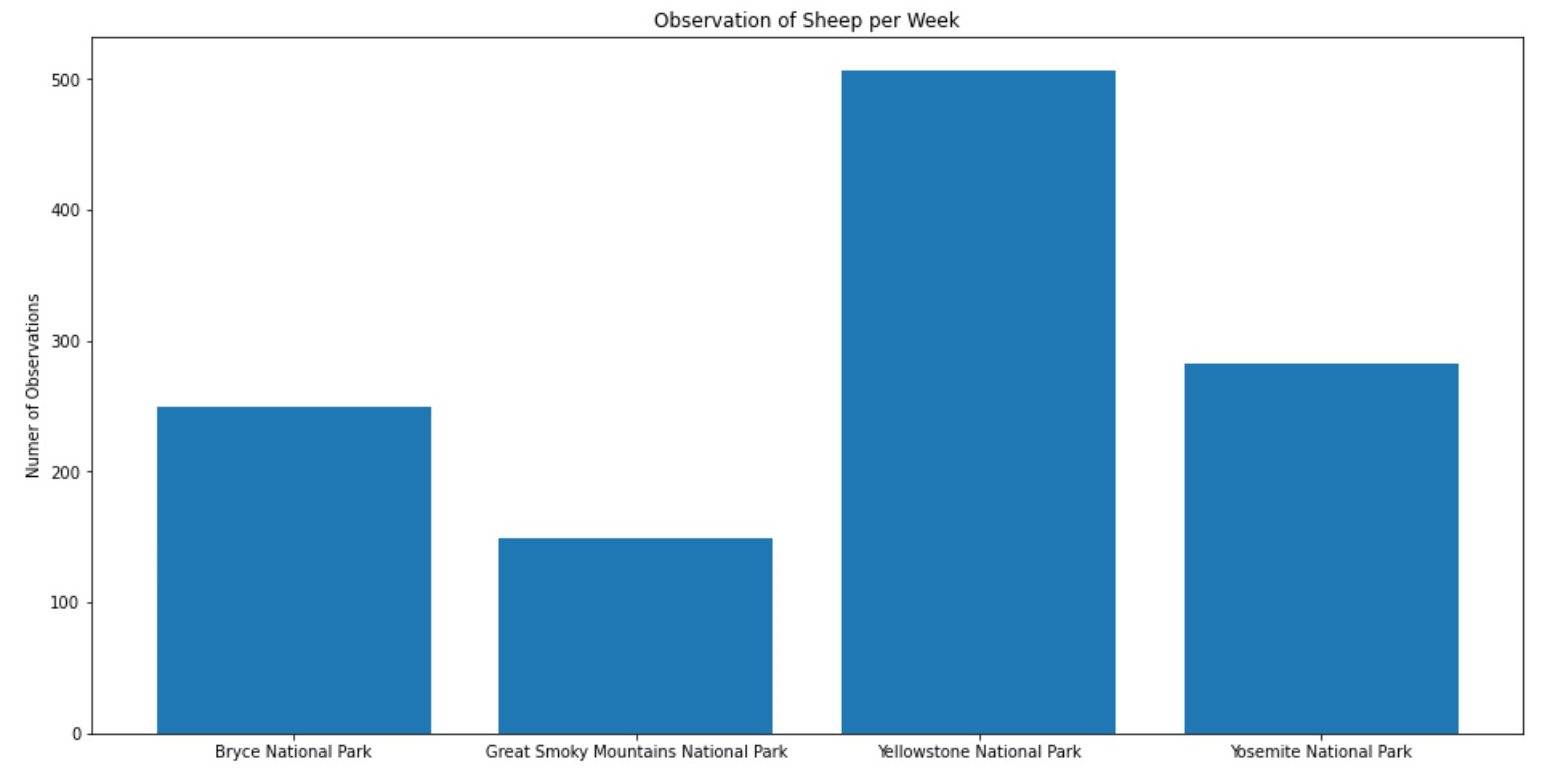 Observation of Sheep per Week
Numer of Observations
500
400
300
200
100
0
Bryce National Park
Great Smoky Mountains National Park
Yellowstone National Park
Yosemite National Park